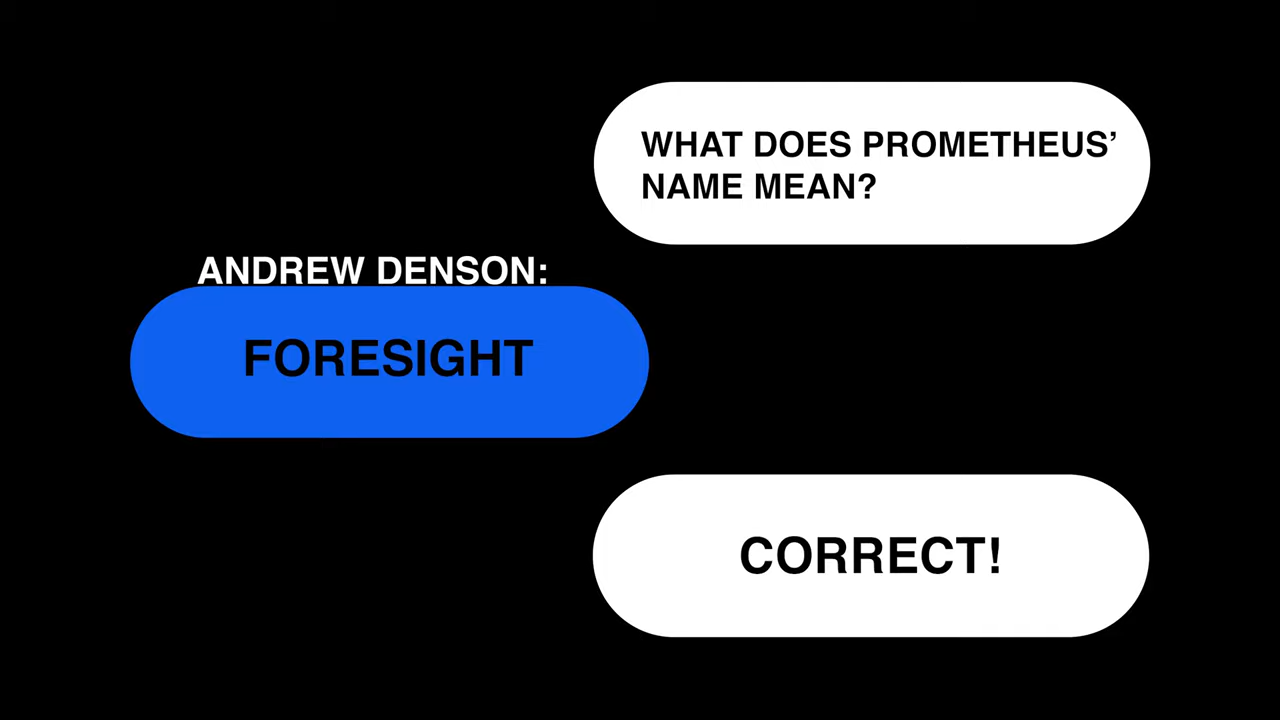 WHAT DOES PROMETHEUS’
NAME MEAN?
ANDREW DENSON:
FORESIGHT
CORRECT!